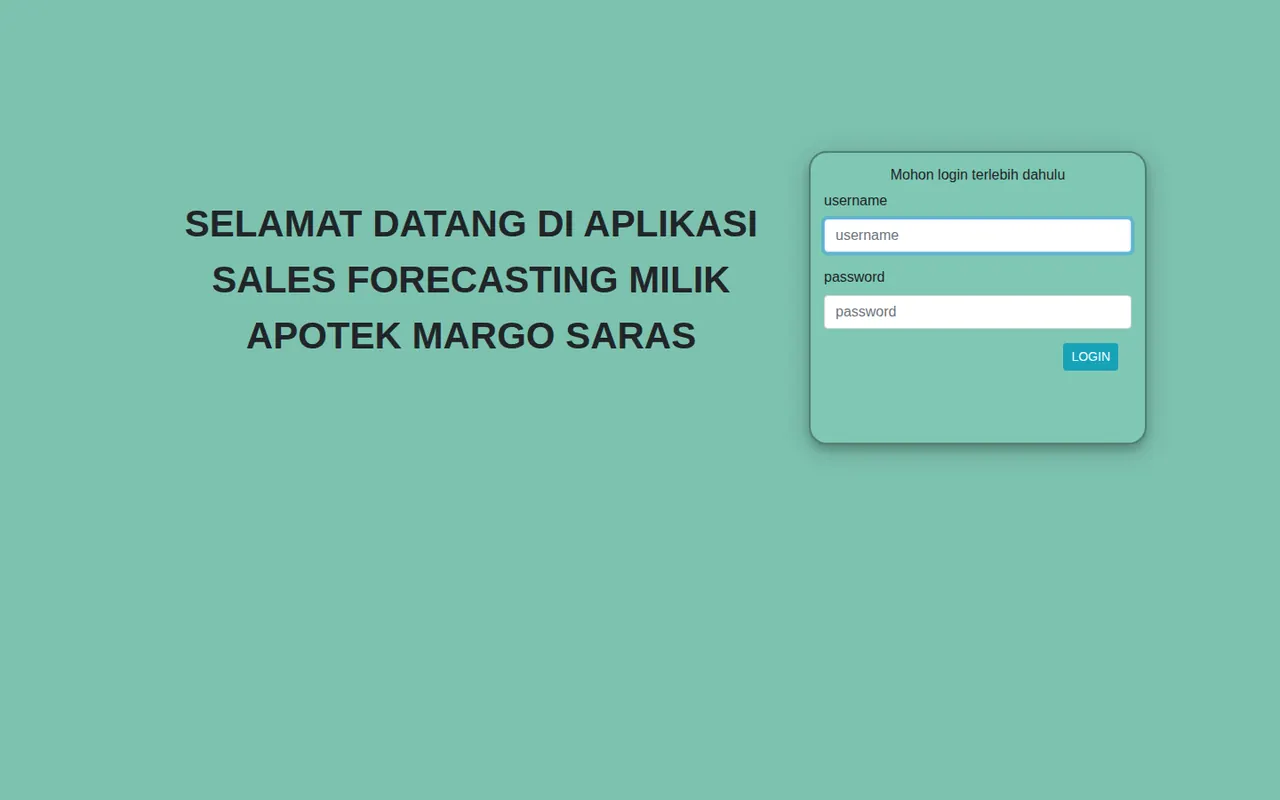 SELAMAT DATANG DI APLIKASI
SALES FORECASTING MILIK
APOTEK MARGO SARAS
Mohon login terlebih dahulu
username
username
password
password
LOGIN